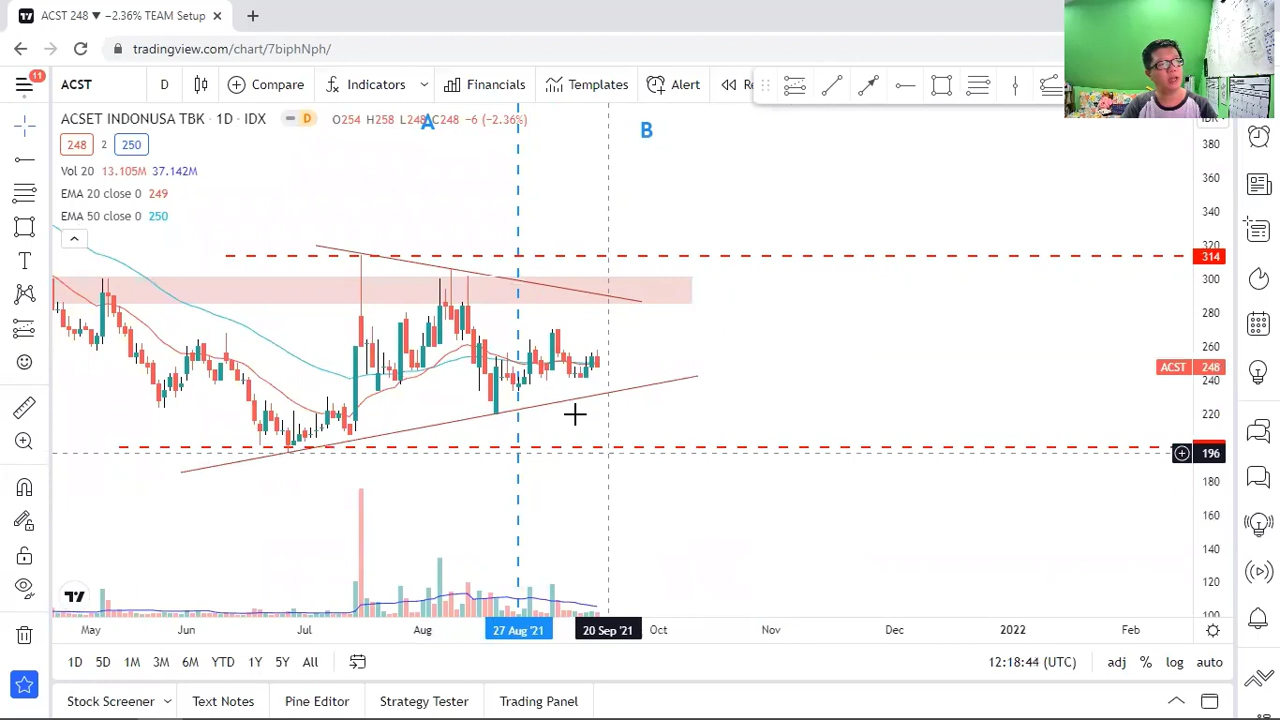 ACST 248 ▼ −2.36% TEAM Setup
tradingview.com/chart/7biphNph/
11
ACST
D
Compare
Indicators
Financials
Templates
Alert
Re
ACSET INDONUSA TBK · 1D · IDX
D
O254 H258 L248 C248 −6 (−2.36%)
A
B
248
2
250
Vol 20 13.105M 37.142M
EMA 20 close 0 249
EMA 50 close 0 250
380
360
340
320
314
300
280
260
ACST 248
240
220
196
180
160
140
120
100
May
Jun
Jul
Aug
27 Aug '21
20 Sep '21
Oct
Nov
Dec
2022
Feb
1D
5D
1M
3M
6M
YTD
1Y
5Y
All
12:18:44 (UTC)
adj
%
log
auto
Stock Screener
Text Notes
Pine Editor
Strategy Tester
Trading Panel